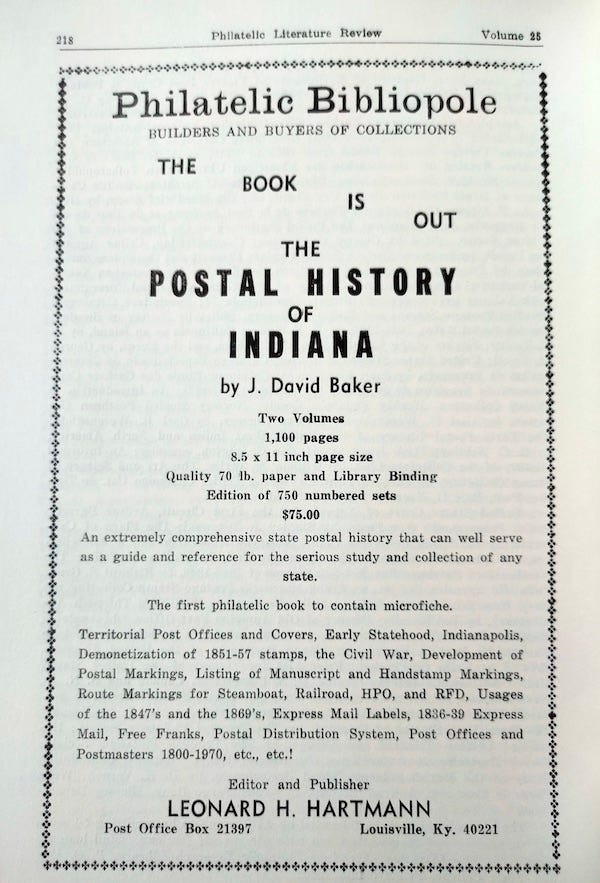 218 Philatelic Literature Review Volume 25
Philatelic Bibliopole
BUILDERS AND BUYERS OF COLLECTIONS
THE
BOOK
IS
OUT
THE
POSTAL HISTORY
OF
INDIANA
by J. David Baker
Two Volumes
1,100 pages
8.5 x 11 inch page size
Quality 70 lb. paper and Library Binding
Edition of 750 numbered sets
$75.00
An extremely comprehensive state postal history that can well serve
as a guide and reference for the serious study and collection of any
state.
The first philatelic book to contain microfiche.
Territorial Post Offices and Covers, Early Statehood, Indianapolis,
Demonetization of 1851-57 stamps, the Civil War, Development of
Postal Markings, Listing of Manuscript and Handstamp Markings,
Route Markings for Steamboat, Railroad, HPO, and RFD, Usages
of the 1847's and the 1869's, Express Mail Labels, 1836-39 Express
Mail, Free Franks, Postal Distribution System, Post Offices and
Postmasters 1800-1970, etc., etc.!
Editor and Publisher
LEONARD H. HARTMANN
Post Office Box 21397 Louisville, Ky. 40221